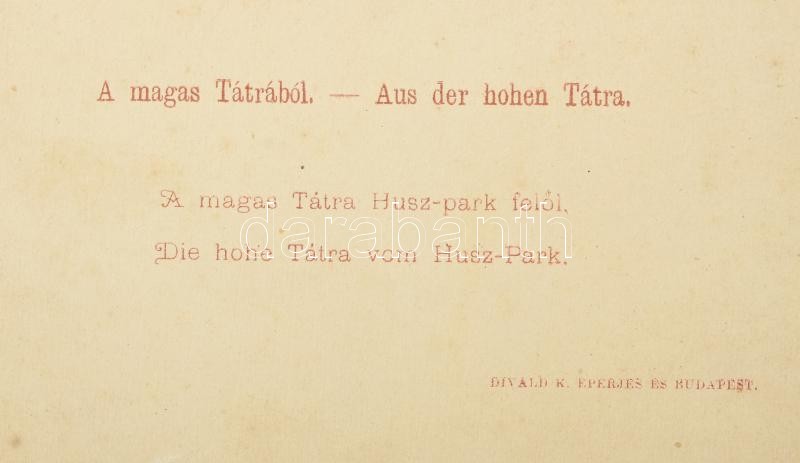 A magas Tátrából. — Aus der hohen Tátra.
A magas Tátra Husz-park felől.
darabanth
Die hohe Tátra vom Husz-Park.
DIVALD K. EPERJES ÉS BUDAPEST.